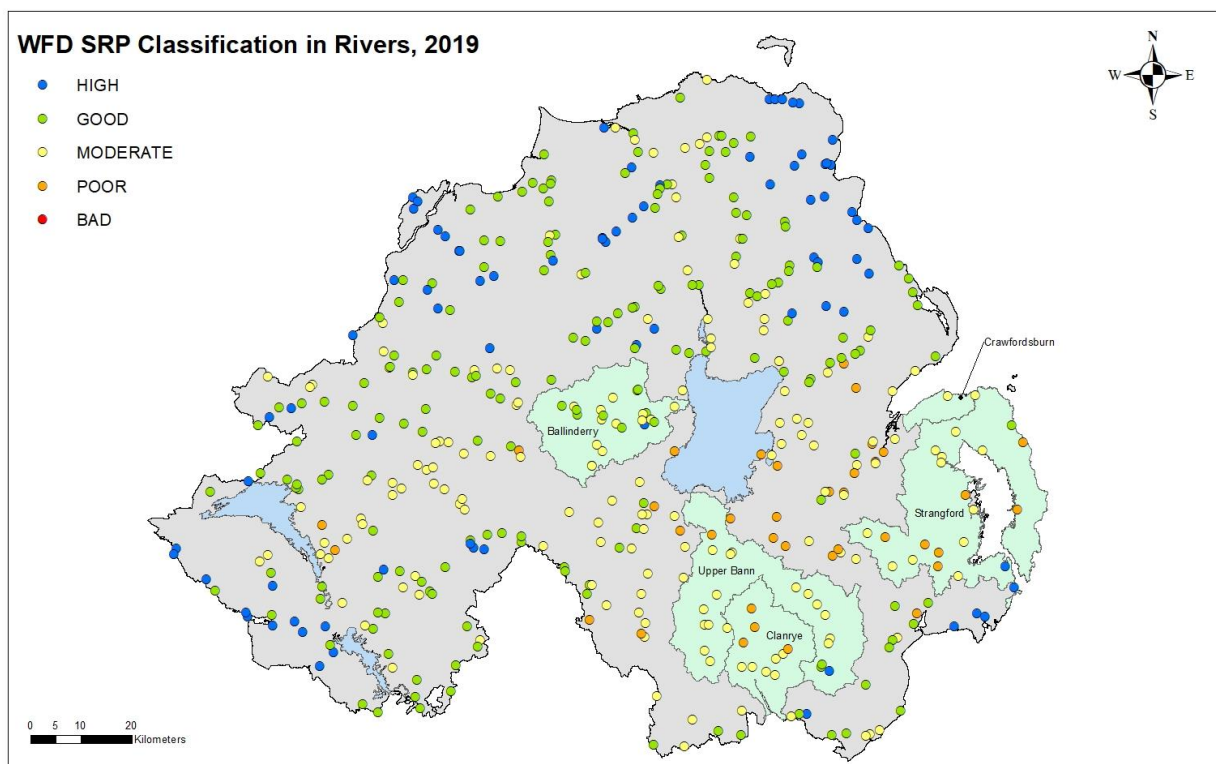 WFD SRP Classification in Rivers, 2019
HIGH
GOOD
MODERATE
POOR
BAD
N
W E
S
Crawfordsburn
Ballinderry
Strangford
Upper Bann
Clanrye
0 5 10 20
Kilometers